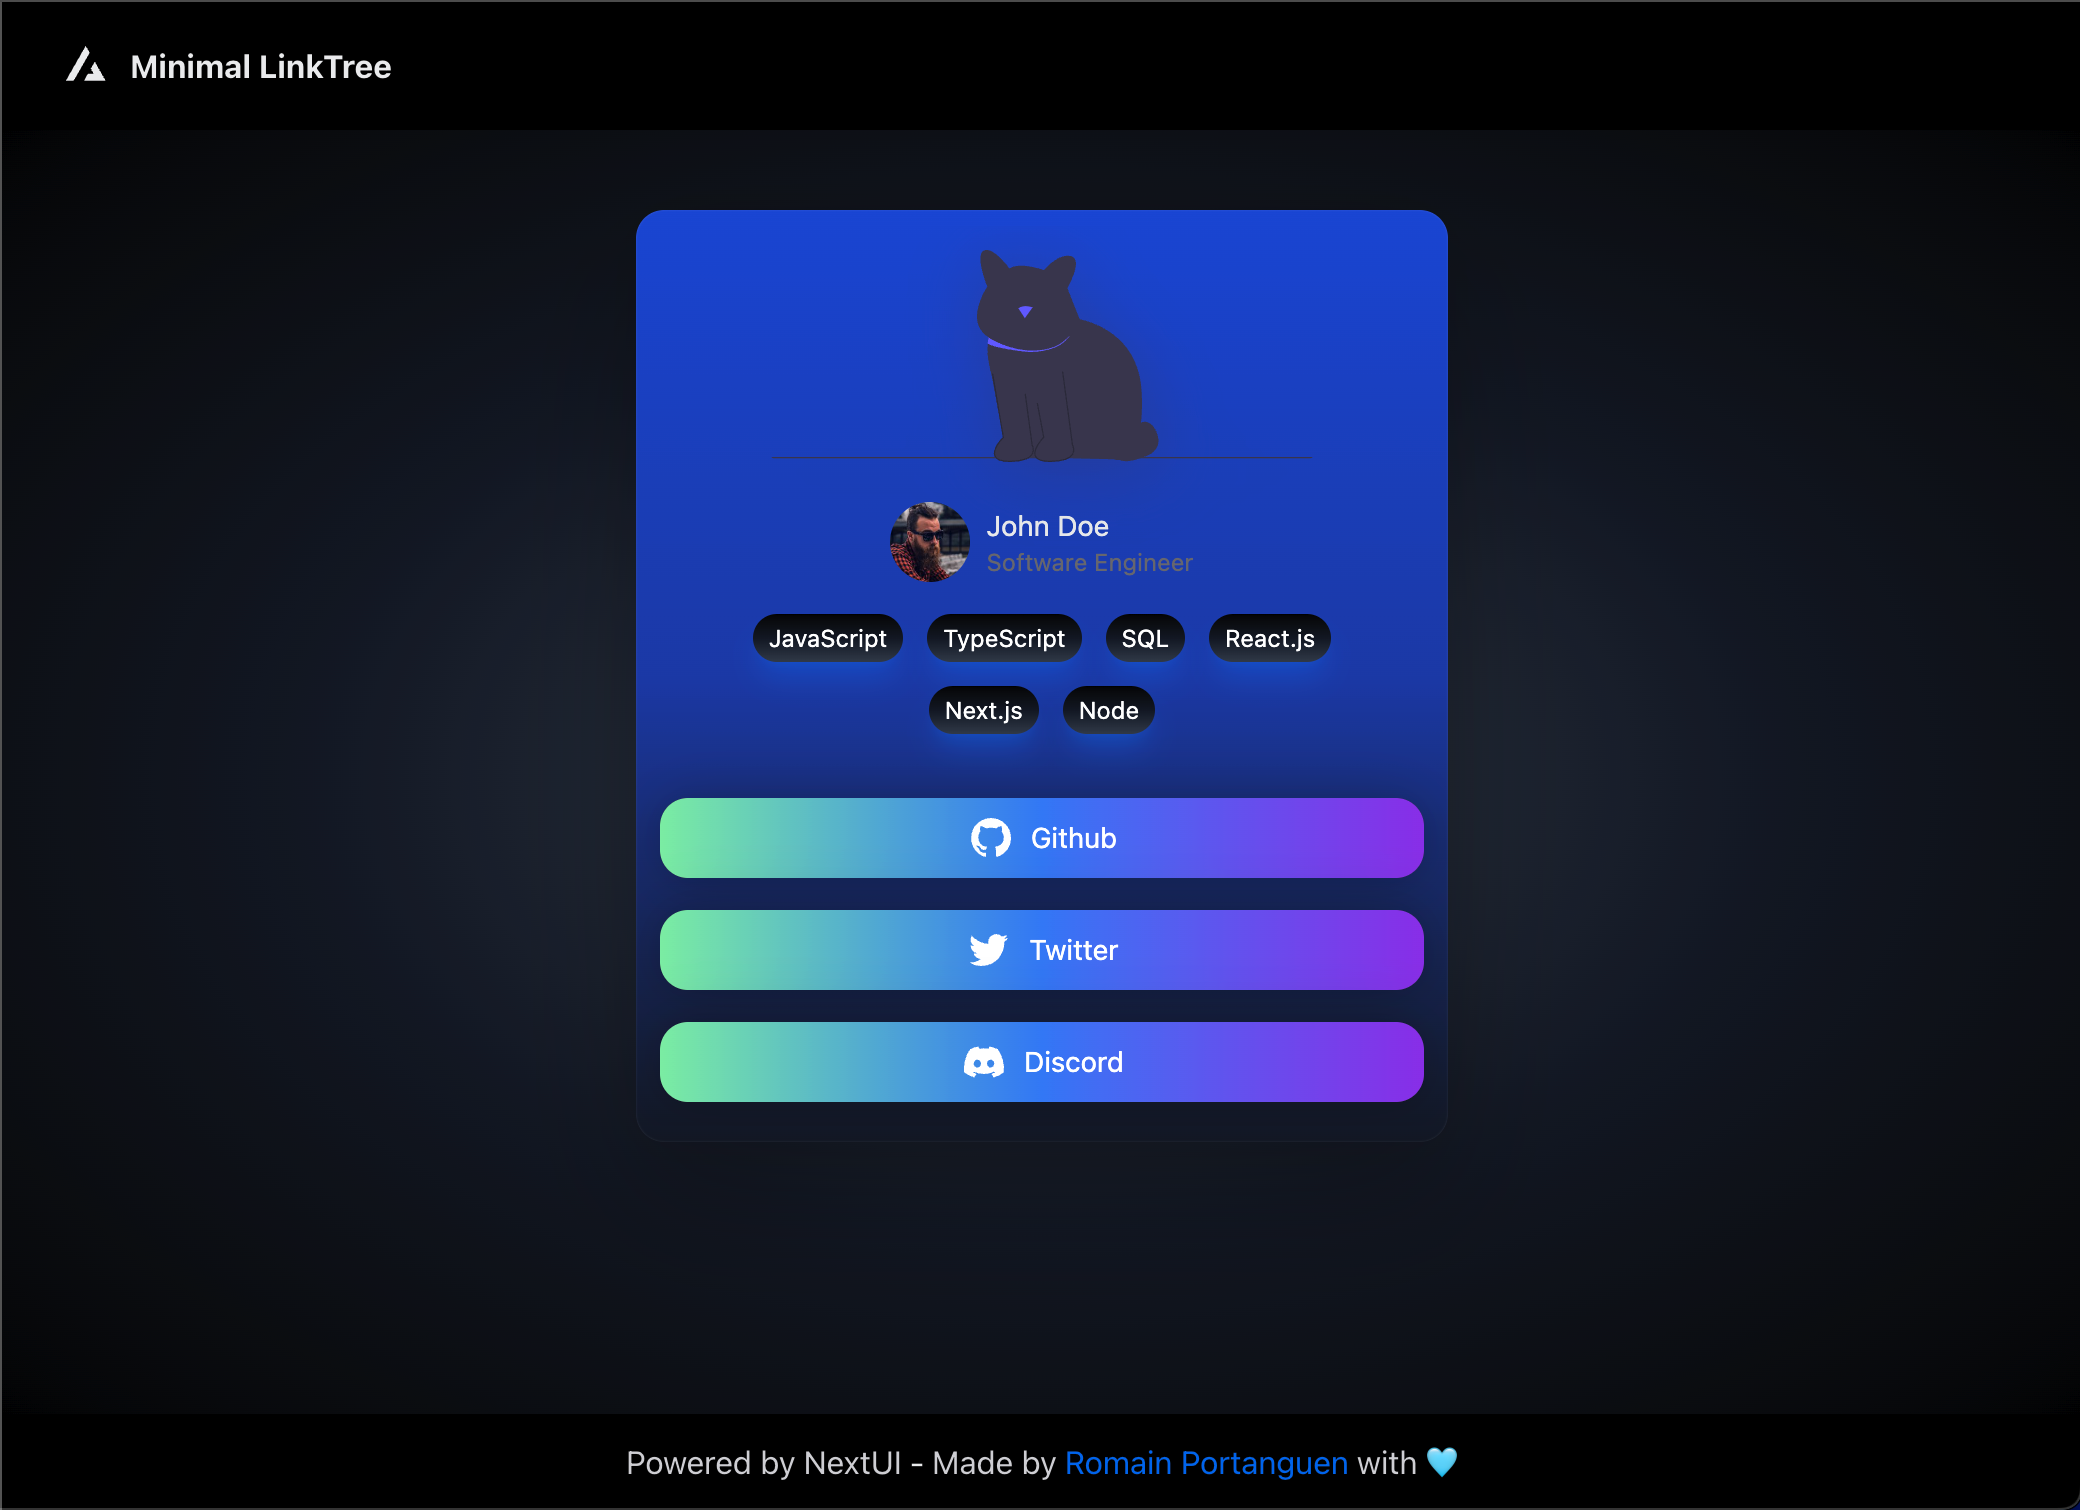 Minimal LinkTree
John Doe
Software Engineer
JavaScript TypeScript SQL React.js
Next.js Node
Github
Twitter
Discord
Powered by NextUI - Made by Romain Portanguen with 🩵